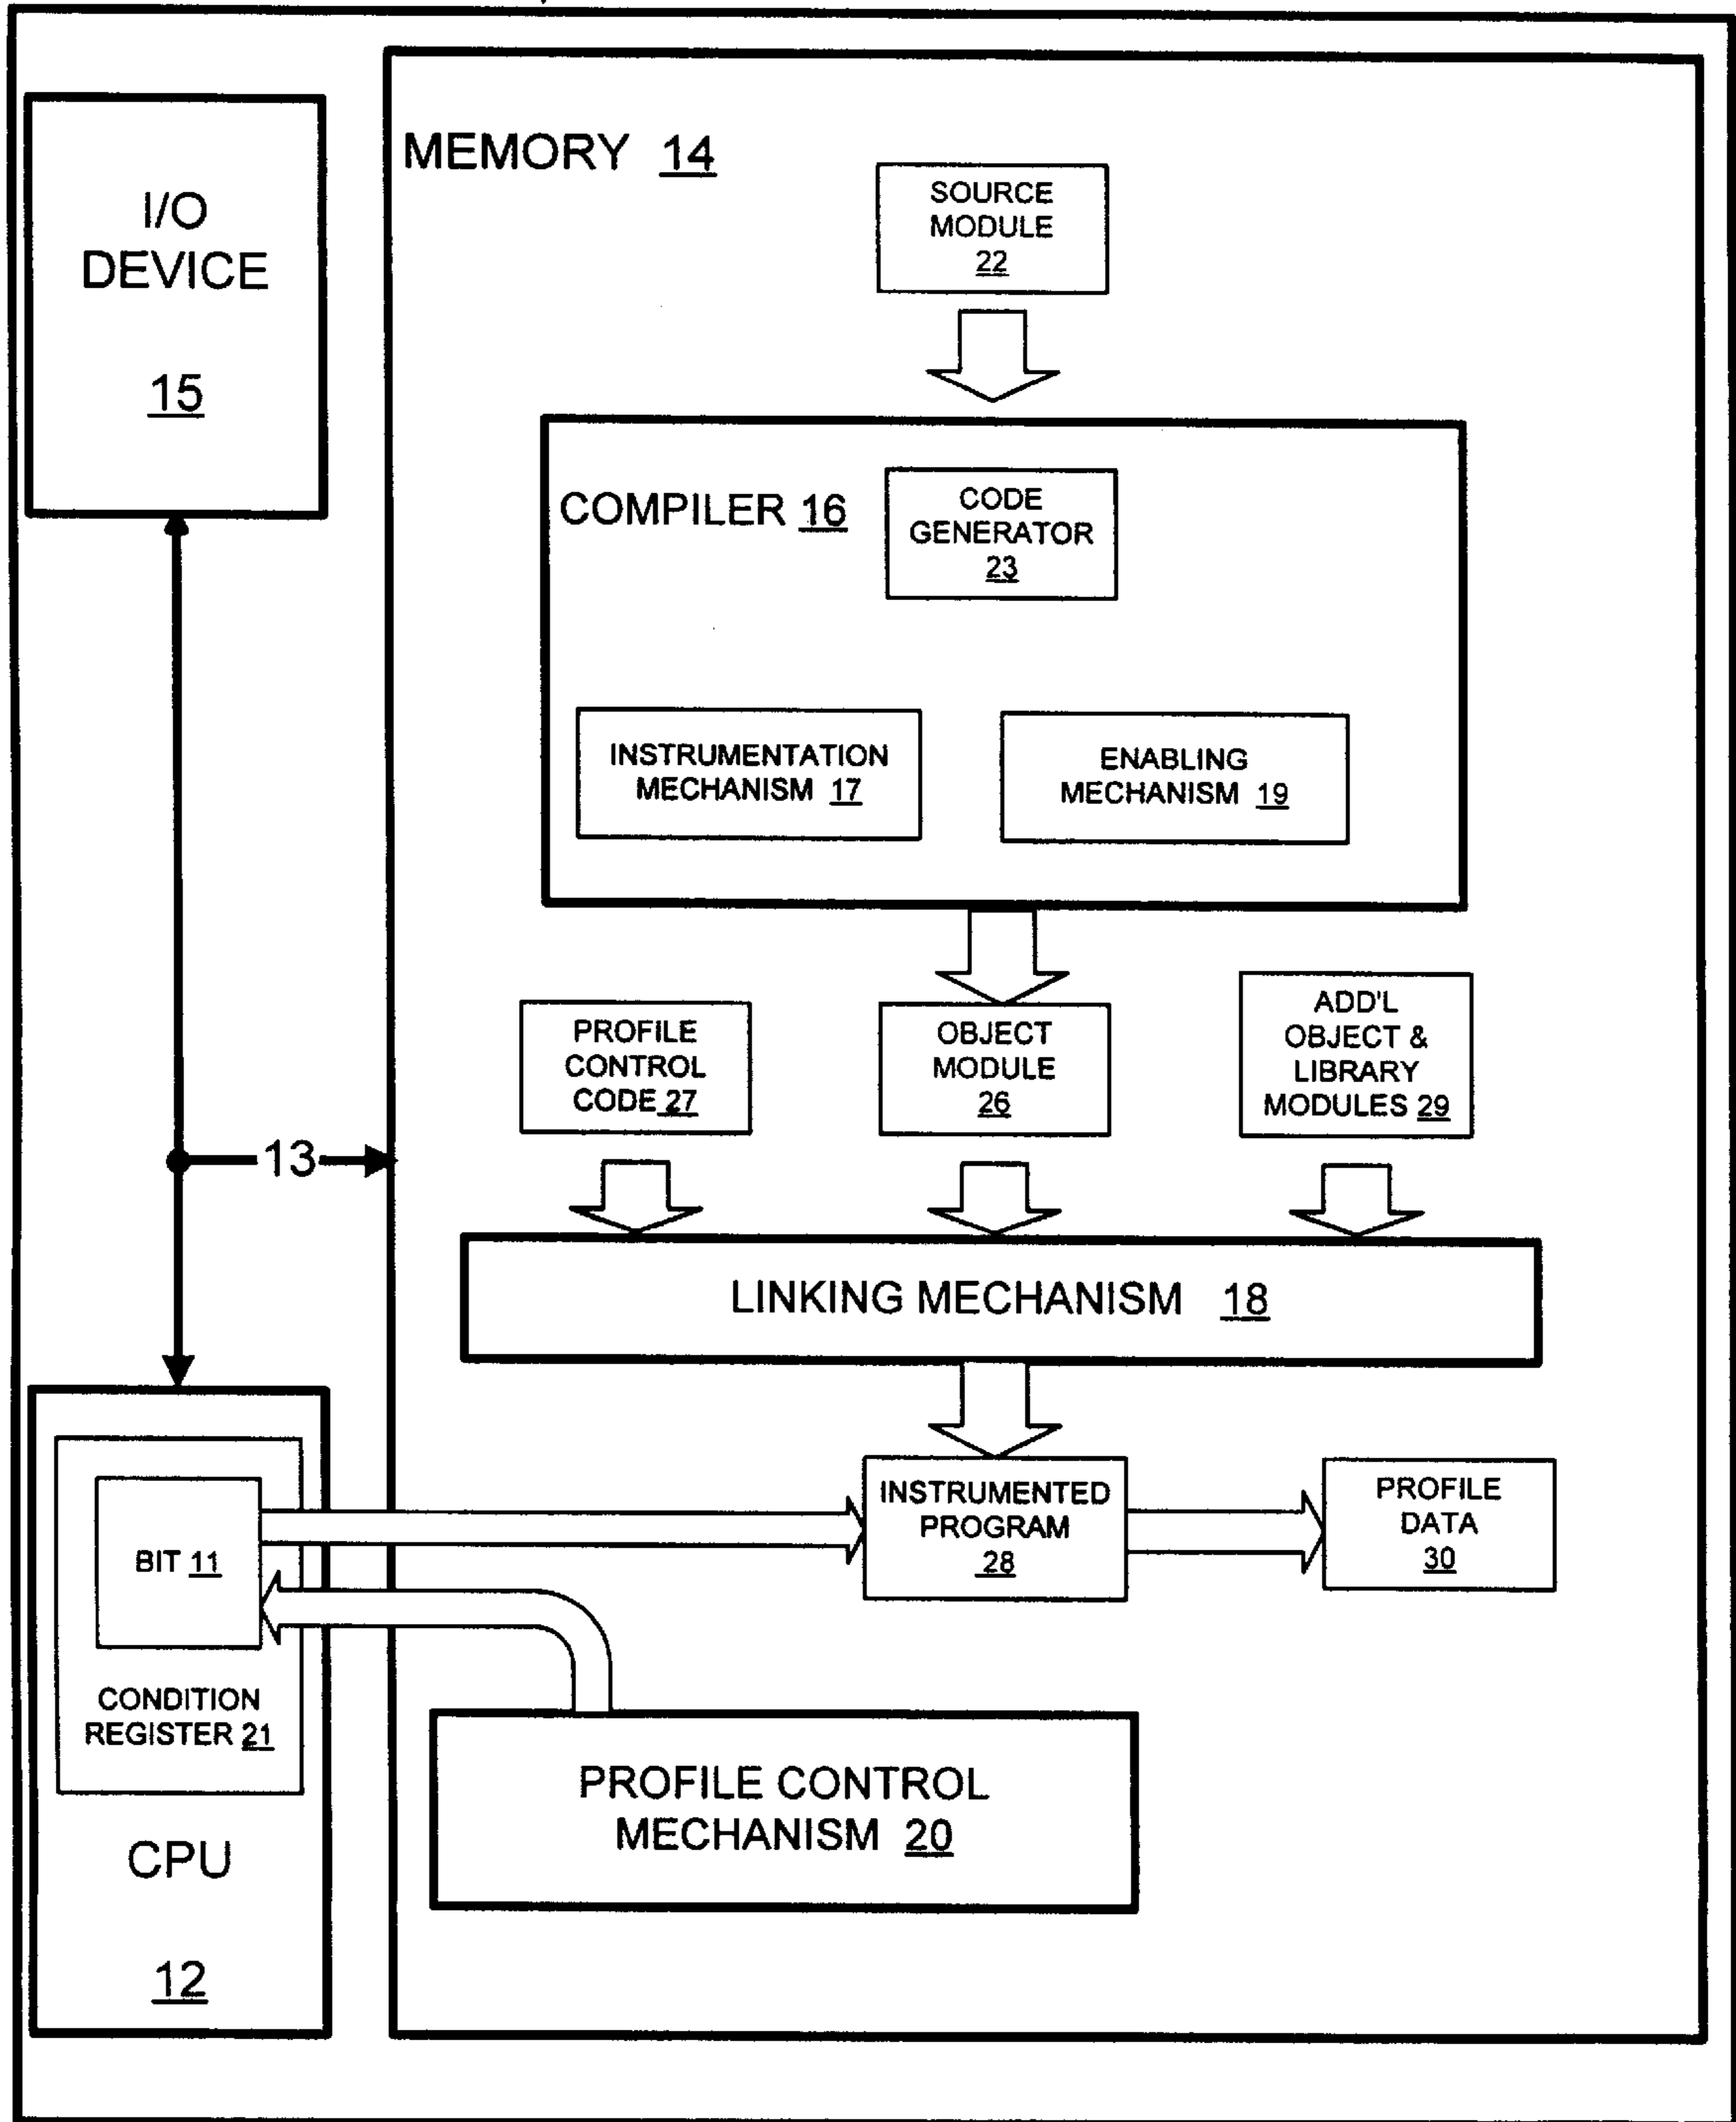 I/O
DEVICE
15
MEMORY 14
SOURCE
MODULE
22
COMPILER 16
CODE
GENERATOR
23
INSTRUMENTATION
MECHANISM 17
ENABLING
MECHANISM 19
PROFILE
CONTROL
CODE 27
OBJECT
MODULE
26
ADD'L
OBJECT &
LIBRARY
MODULES 29
13
LINKING MECHANISM 18
BIT 11
CONDITION
REGISTER 21
CPU
12
INSTRUMENTED
PROGRAM
28
PROFILE
DATA
30
PROFILE CONTROL
MECHANISM 20